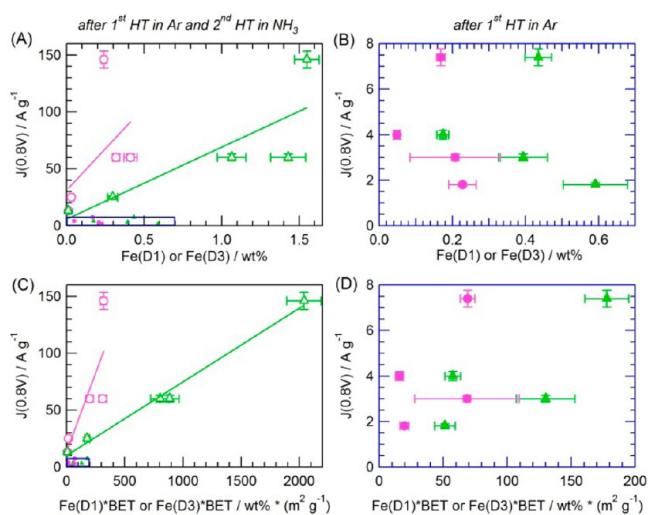 after 1st HT in Ar and 2nd HT in NH3
after 1st HT in Ar
(A)
J(0.8V) / A g-1
150
100
50
0
0.0
0.5
1.0
1.5
Fe(D1) or Fe(D3) / wt%
(B)
J(0.8V) / A g-1
8
6
4
2
0
0.0
0.2
0.4
0.6
Fe(D1) or Fe(D3) / wt%
(C)
J(0.8V) / A g-1
150
100
50
0
0
500
1000
1500
2000
Fe(D1)*BET or Fe(D3)*BET / wt% * (m2 g-1)
(D)
J(0.8V) / A g-1
8
6
4
2
0
0
50
100
150
200
Fe(D1)*BET or Fe(D3)*BET / wt% * (m2 g-1)